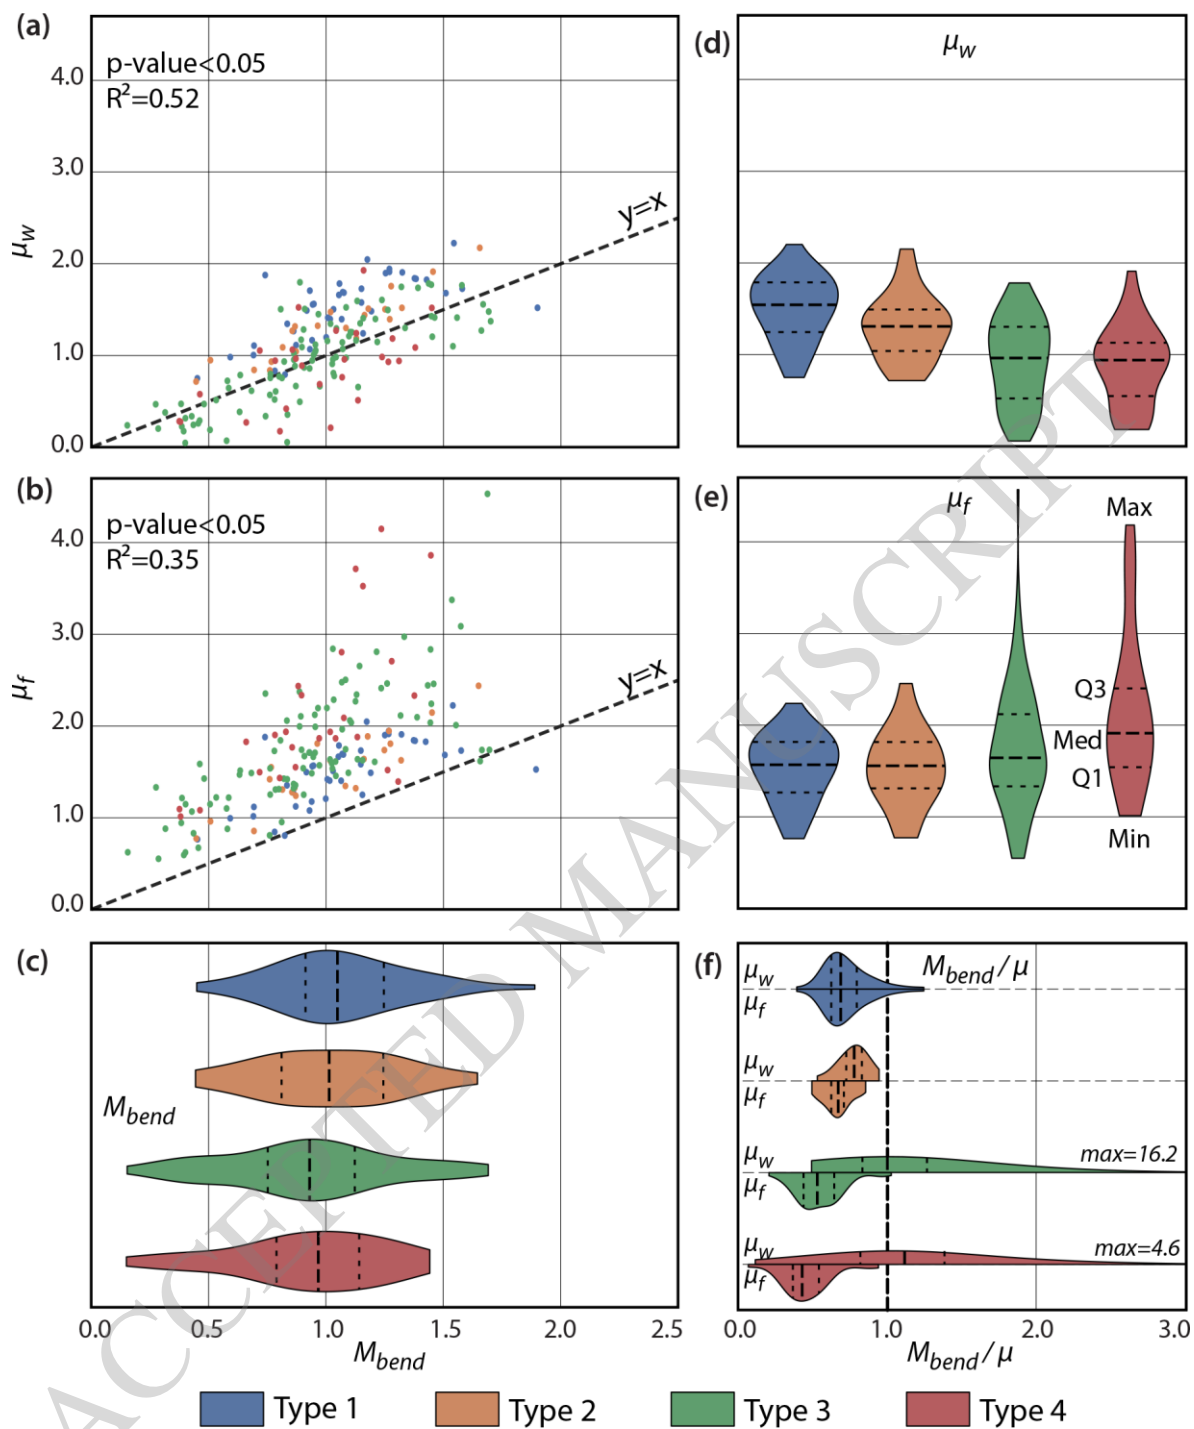 (a)
p-value<0.05
R²=0.52
4.0
3.0
2.0
1.0
0.0
μw
y=x
(d)
μw
(b)
p-value<0.05
R²=0.35
4.0
3.0
2.0
1.0
0.0
μf
y=x
(e)
μf
Max
Q3
Med
Q1
Min
(c)
Mbend
0.0 0.5 1.0 1.5 2.0 2.5
Mbend
(f)
Mbend/μ
μw
μf
μw
μf
μw
μf
max=16.2
μw
μf
max=4.6
0.0 1.0 2.0 3.0
Mbend/μ
Type 1 Type 2 Type 3 Type 4
ACCEPTED MANUSCRIPT